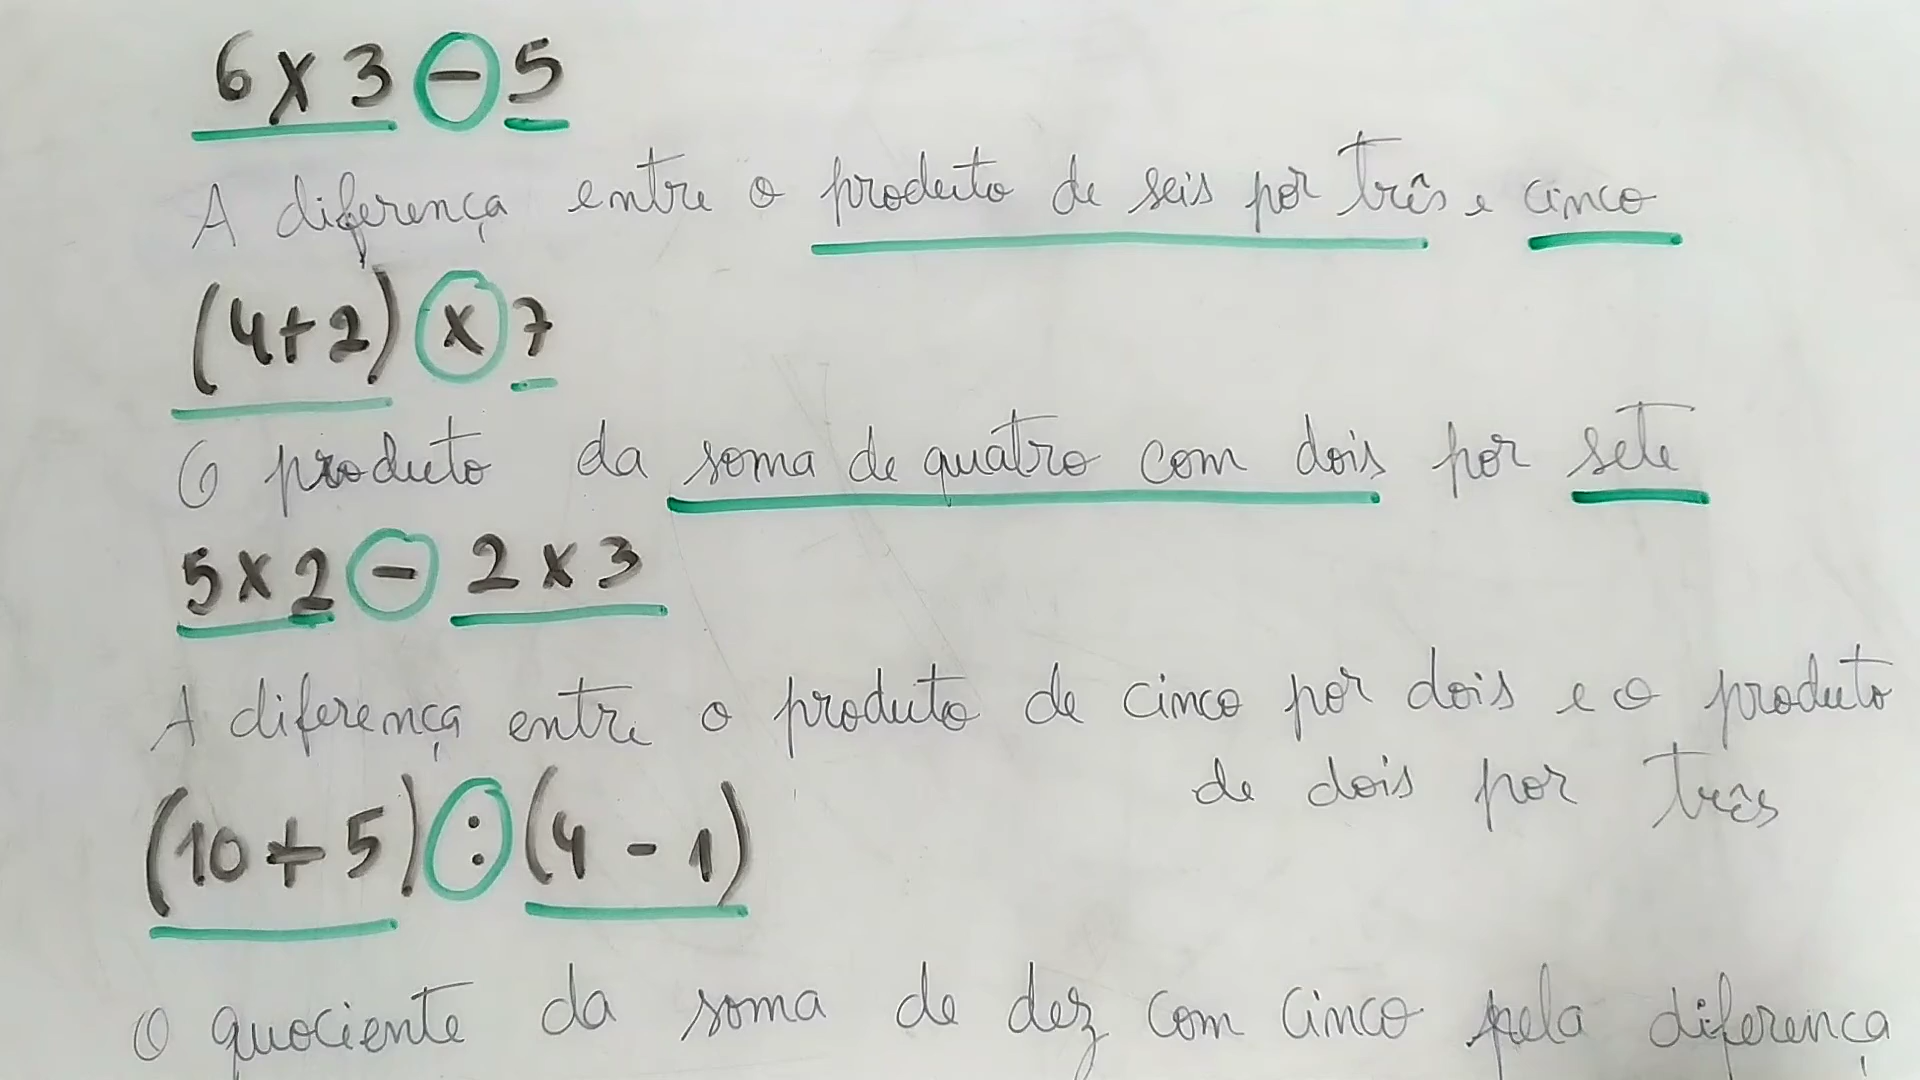 6 x 3 - 5
A diferença entre o produto de seis por três e cinco
(4+2) x 7
O produto da soma de quatro com dois por sete
5 x 2 - 2 x 3
A diferença entre o produto de cinco por dois e o produto
de dois por três
(10 + 5) : (4 - 1)
O quociente da soma de dez com cinco pela diferença